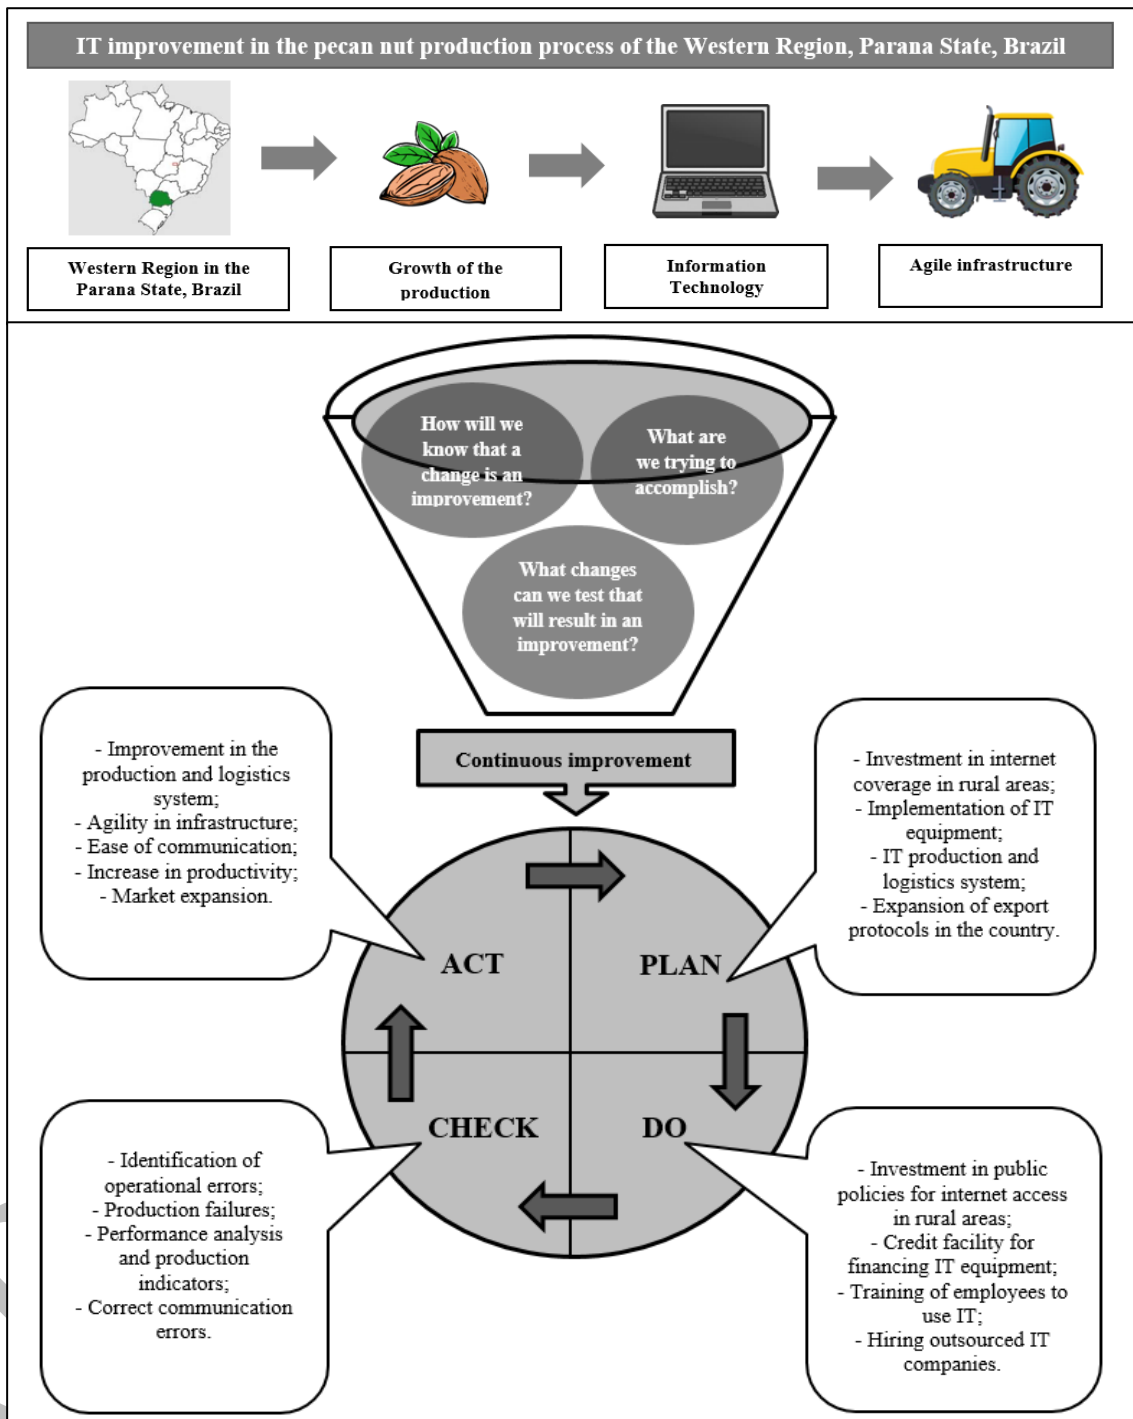 IT improvement in the pecan nut production process of the Western Region, Parana State, Brazil
Western Region in the
Parana State, Brazil
Growth of the
production
Information
Technology
Agile infrastructure
How will we
know that a
change is an
improvement?
What are
we trying to
accomplish?
What changes
can we test that
will result in an
improvement?
Continuous improvement
- Improvement in the
production and logistics
system;
- Agility in infrastructure;
- Ease of communication;
- Increase in productivity;
- Market expansion.
- Investment in internet
coverage in rural areas;
- Implementation of IT
equipment;
- IT production and
logistics system;
- Expansion of export
protocols in the country.
ACT
PLAN
CHECK
DO
- Identification of
operational errors;
- Production failures;
- Performance analysis
and production
indicators;
- Correct communication
errors.
- Investment in public
policies for internet access
in rural areas;
- Credit facility for
financing IT equipment;
- Training of employees to
use IT;
- Hiring outsourced IT
companies.